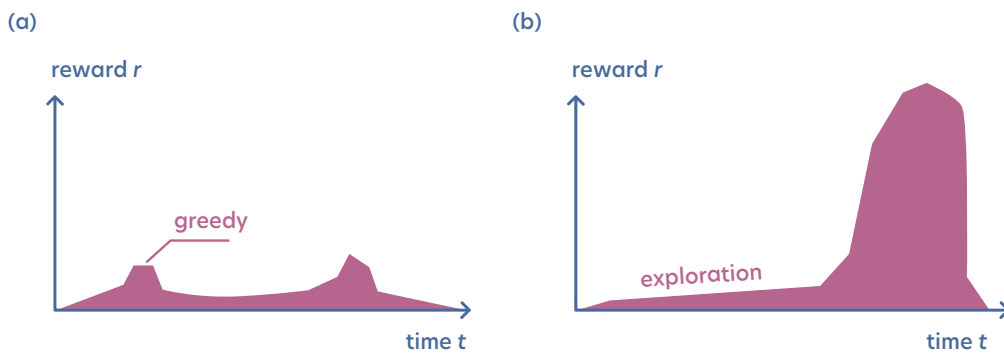 (a)
reward r
greedy
time t
(b)
reward r
exploration
time t